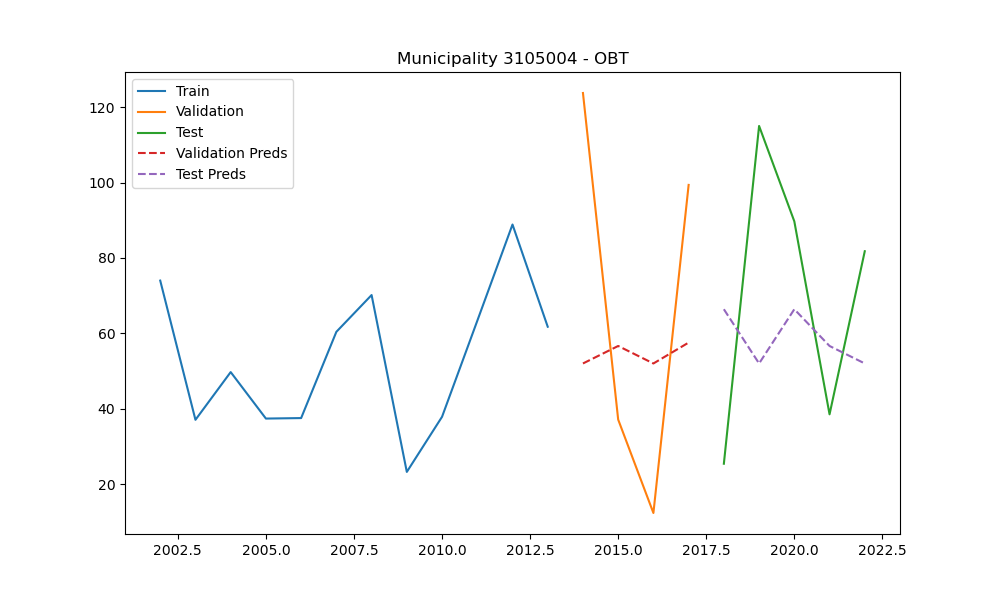 Municipality 3105004 - OBT
Train
Validation
Test
Validation Preds
Test Preds
120
100
80
60
40
20
2002.5 2005.0 2007.5 2010.0 2012.5 2015.0 2017.5 2020.0 2022.5